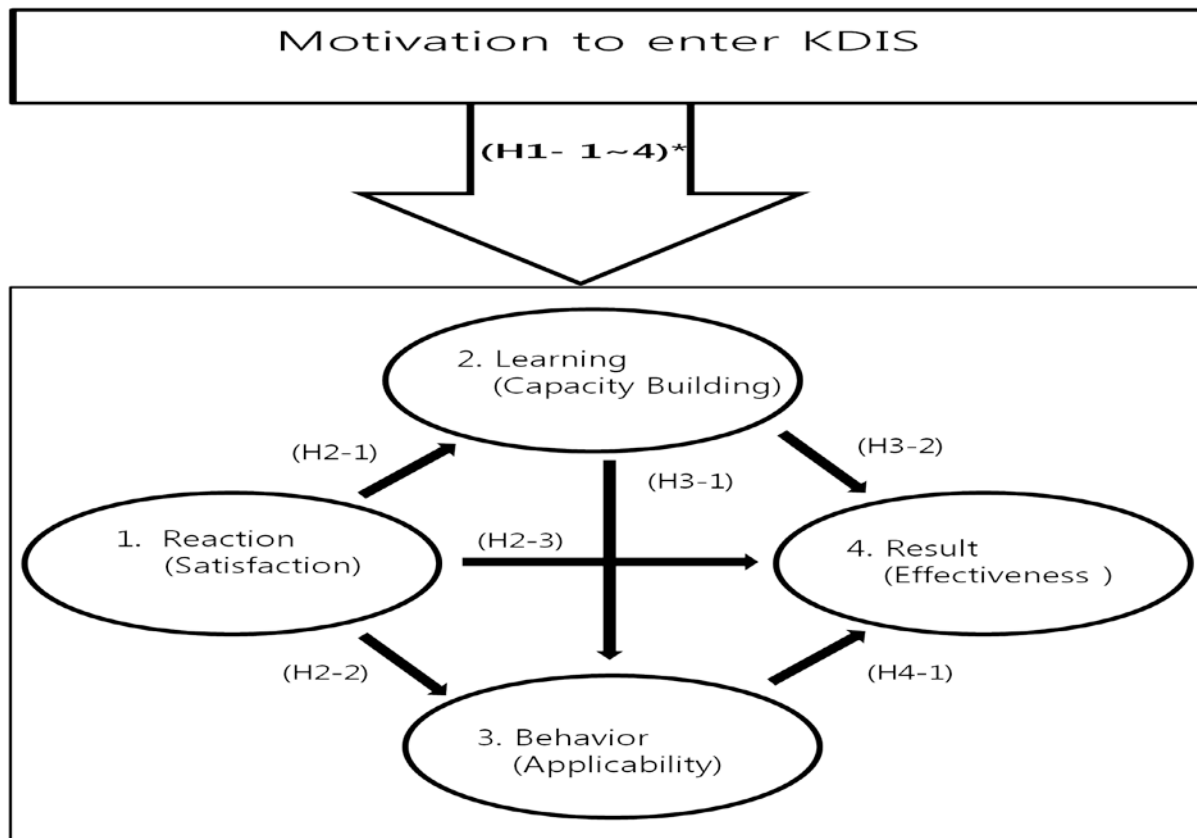 Motivation to enter KDIS
(H1- 1~4)*
2. Learning
(Capacity Building)
(H2-1)
(H3-2)
(H3-1)
1. Reaction
(Satisfaction)
(H2-3)
4. Result
(Effectiveness )
(H2-2)
(H4-1)
3. Behavior
(Applicability)